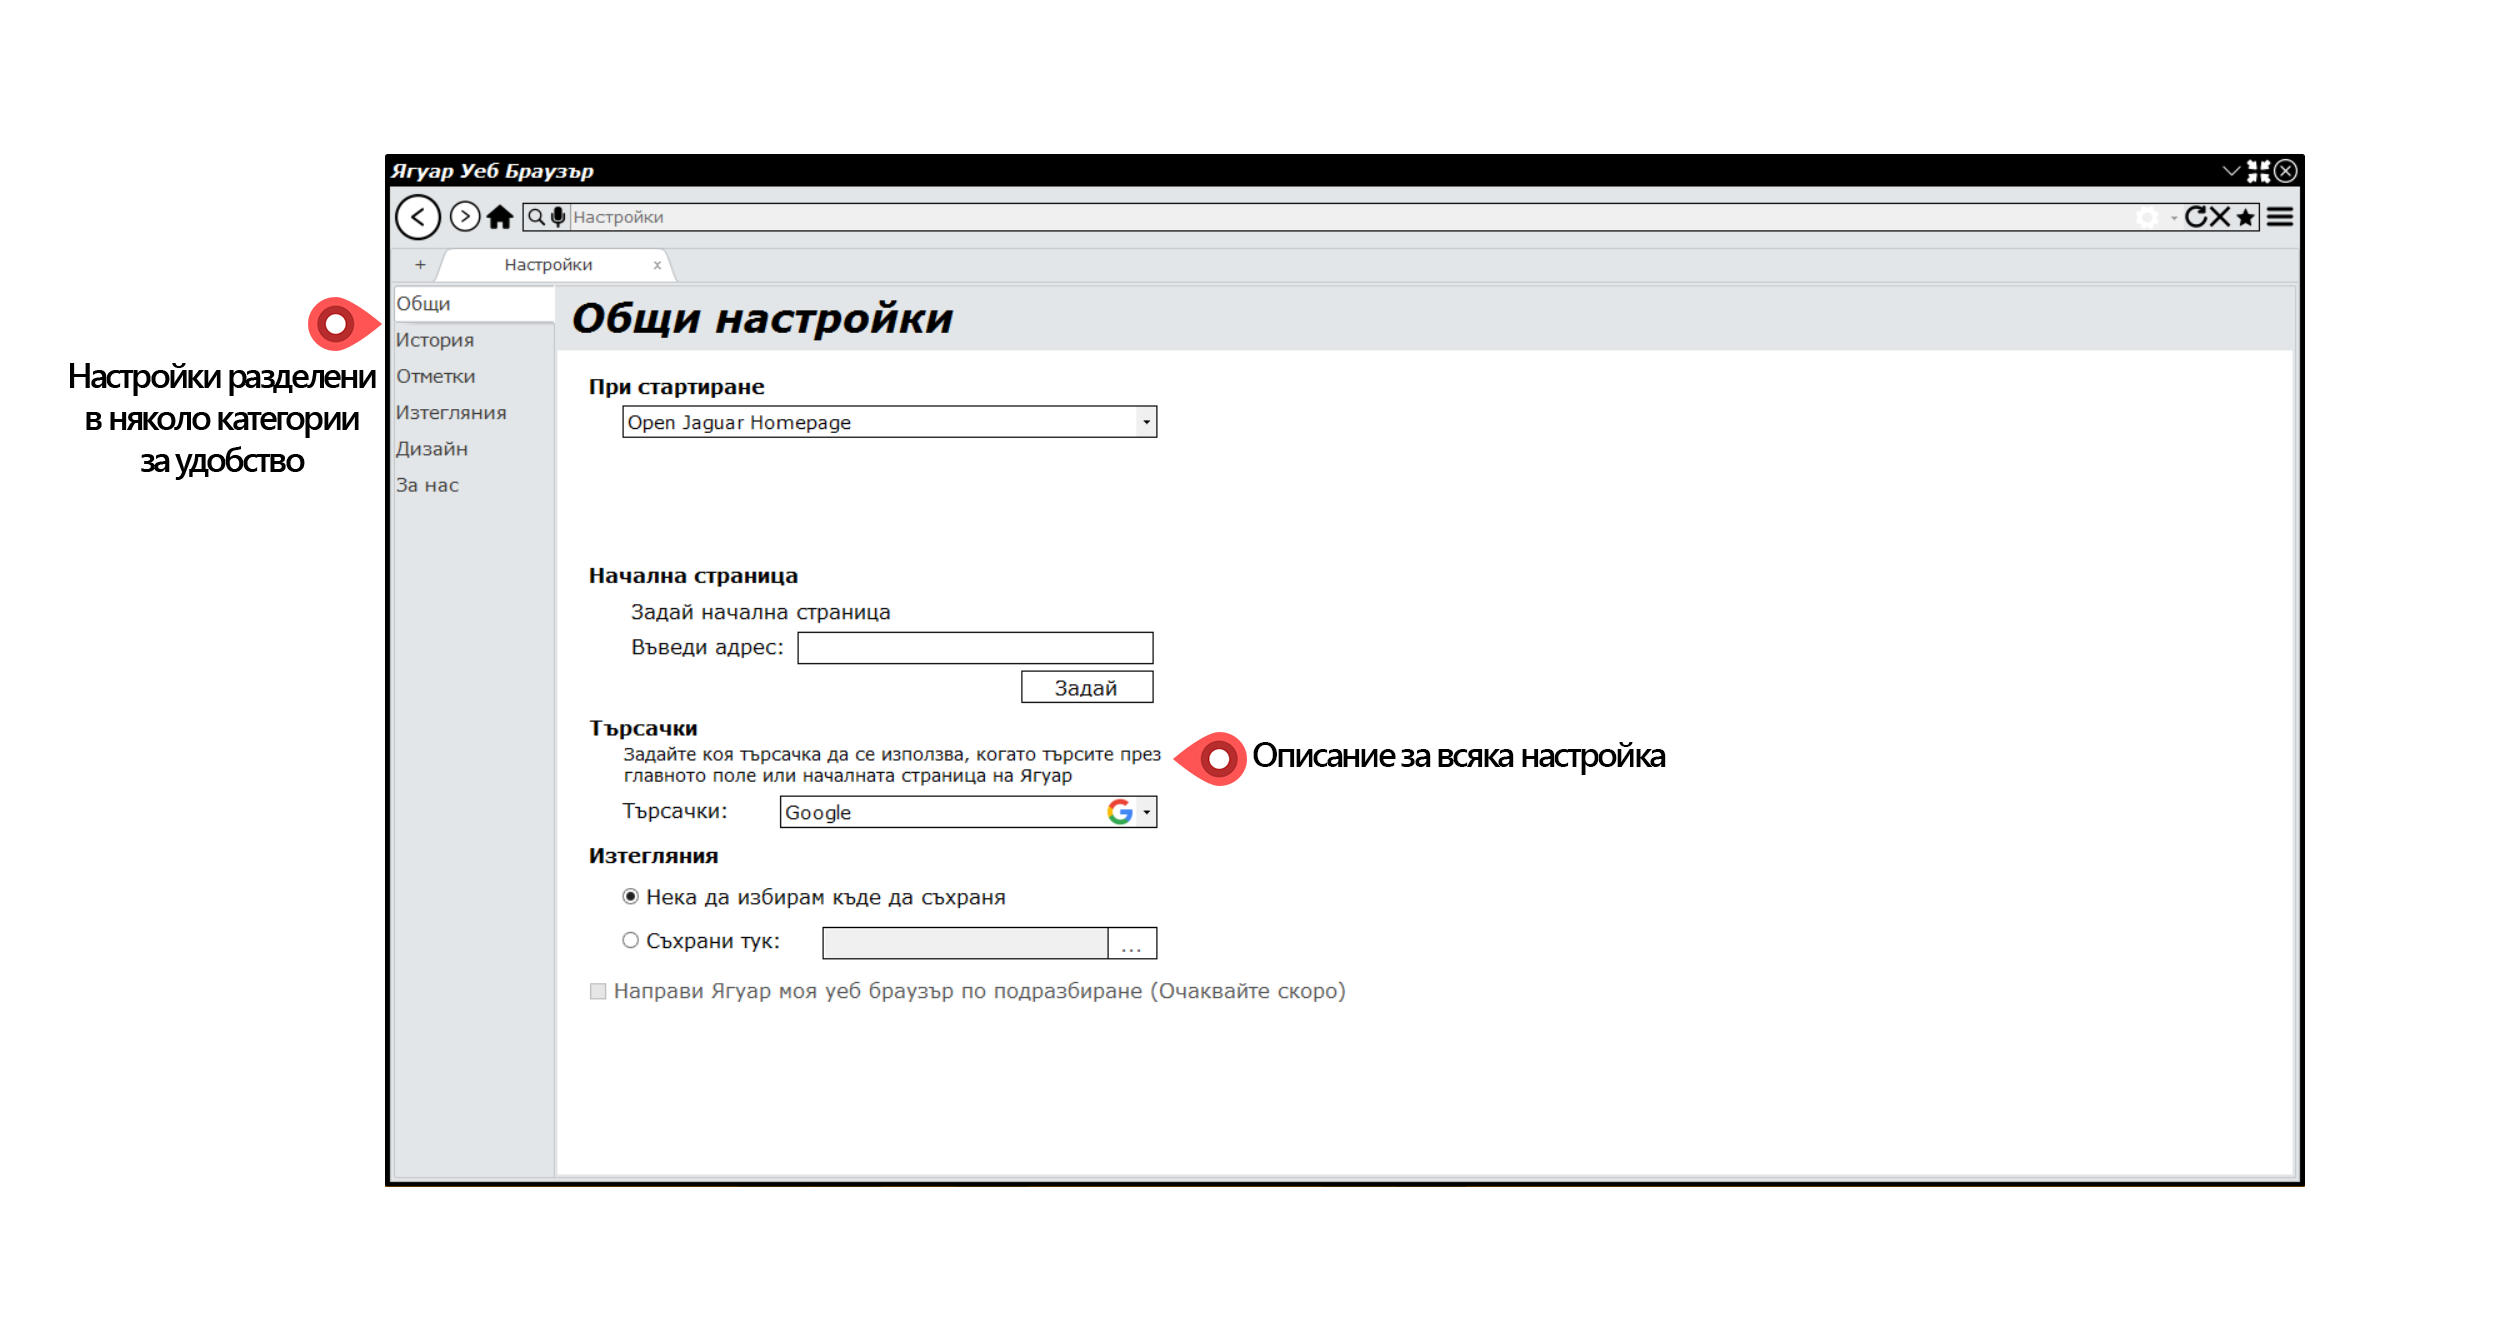 Ягуар Уеб Браузър
Настройки
+ Настройки x
Общи
История
Отметки
Изтегляния
Дизайн
За нас
Настройки разделени
в няколо категории
за удобство
Общи настройки
При стартиране
Open Jaguar Homepage
Начална страница
Задай начална страница
Въведи адрес:
Задай
Търсачки
Задайте коя търсачка да се използва, когато търсите през
главното поле или началната страница на Ягуар
Описание за всяка настройка
Търсачки: Google
Изтегляния
Нека да избирам къде да съхраня
Съхрани тук: ...
Направи Ягуар моя уеб браузър по подразбиране (Очаквайте скоро)